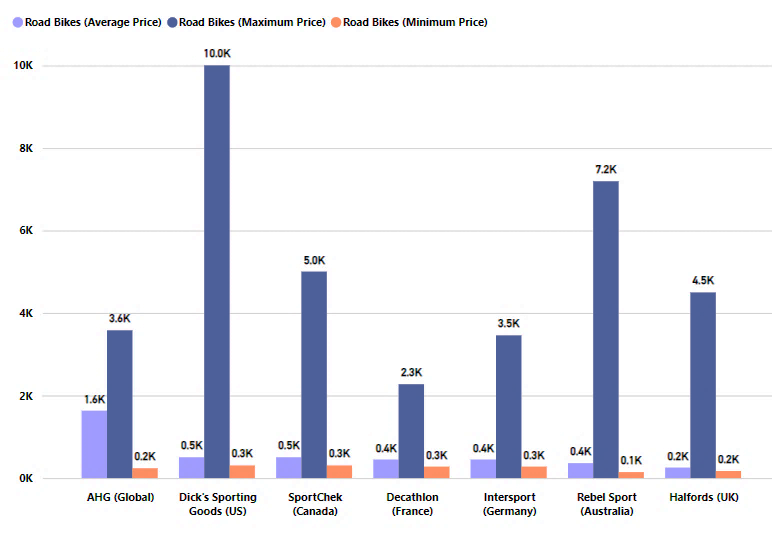 Road Bikes (Average Price) Road Bikes (Maximum Price) Road Bikes (Minimum Price)
10K
8K
6K
4K
2K
0K
1.6K 3.6K 0.2K
0.5K 10.0K 0.3K
0.5K 5.0K 0.3K
0.4K 2.3K 0.3K
0.4K 3.5K 0.3K
0.4K 7.2K 0.1K
0.2K 4.5K 0.2K
AHG (Global)
Dick's Sporting
Goods (US)
SportChek
(Canada)
Decathlon
(France)
Intersport
(Germany)
Rebel Sport
(Australia)
Halfords (UK)